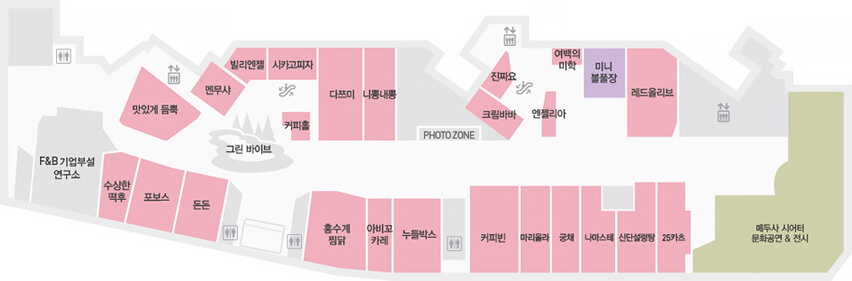 빌리엔젤
시카고피자
멘무샤
맛있게 듬뿍
다쯔미
니뽕내뽕
커피홀
그린 바이브
PHOTO ZONE
진짜요
크림바바
엔젤리아
여백의
미학
미니
볼풀장
레드올리브
F&B 기업부설
연구소
수상한
떡후
포보스
돈돈
홍수계
찜닭
아비꼬
카레
누들박스
커피빈
마리올라
궁채
나마스테
신단설렁탕
25카츠
메두사 시어터
문화공연 & 전시